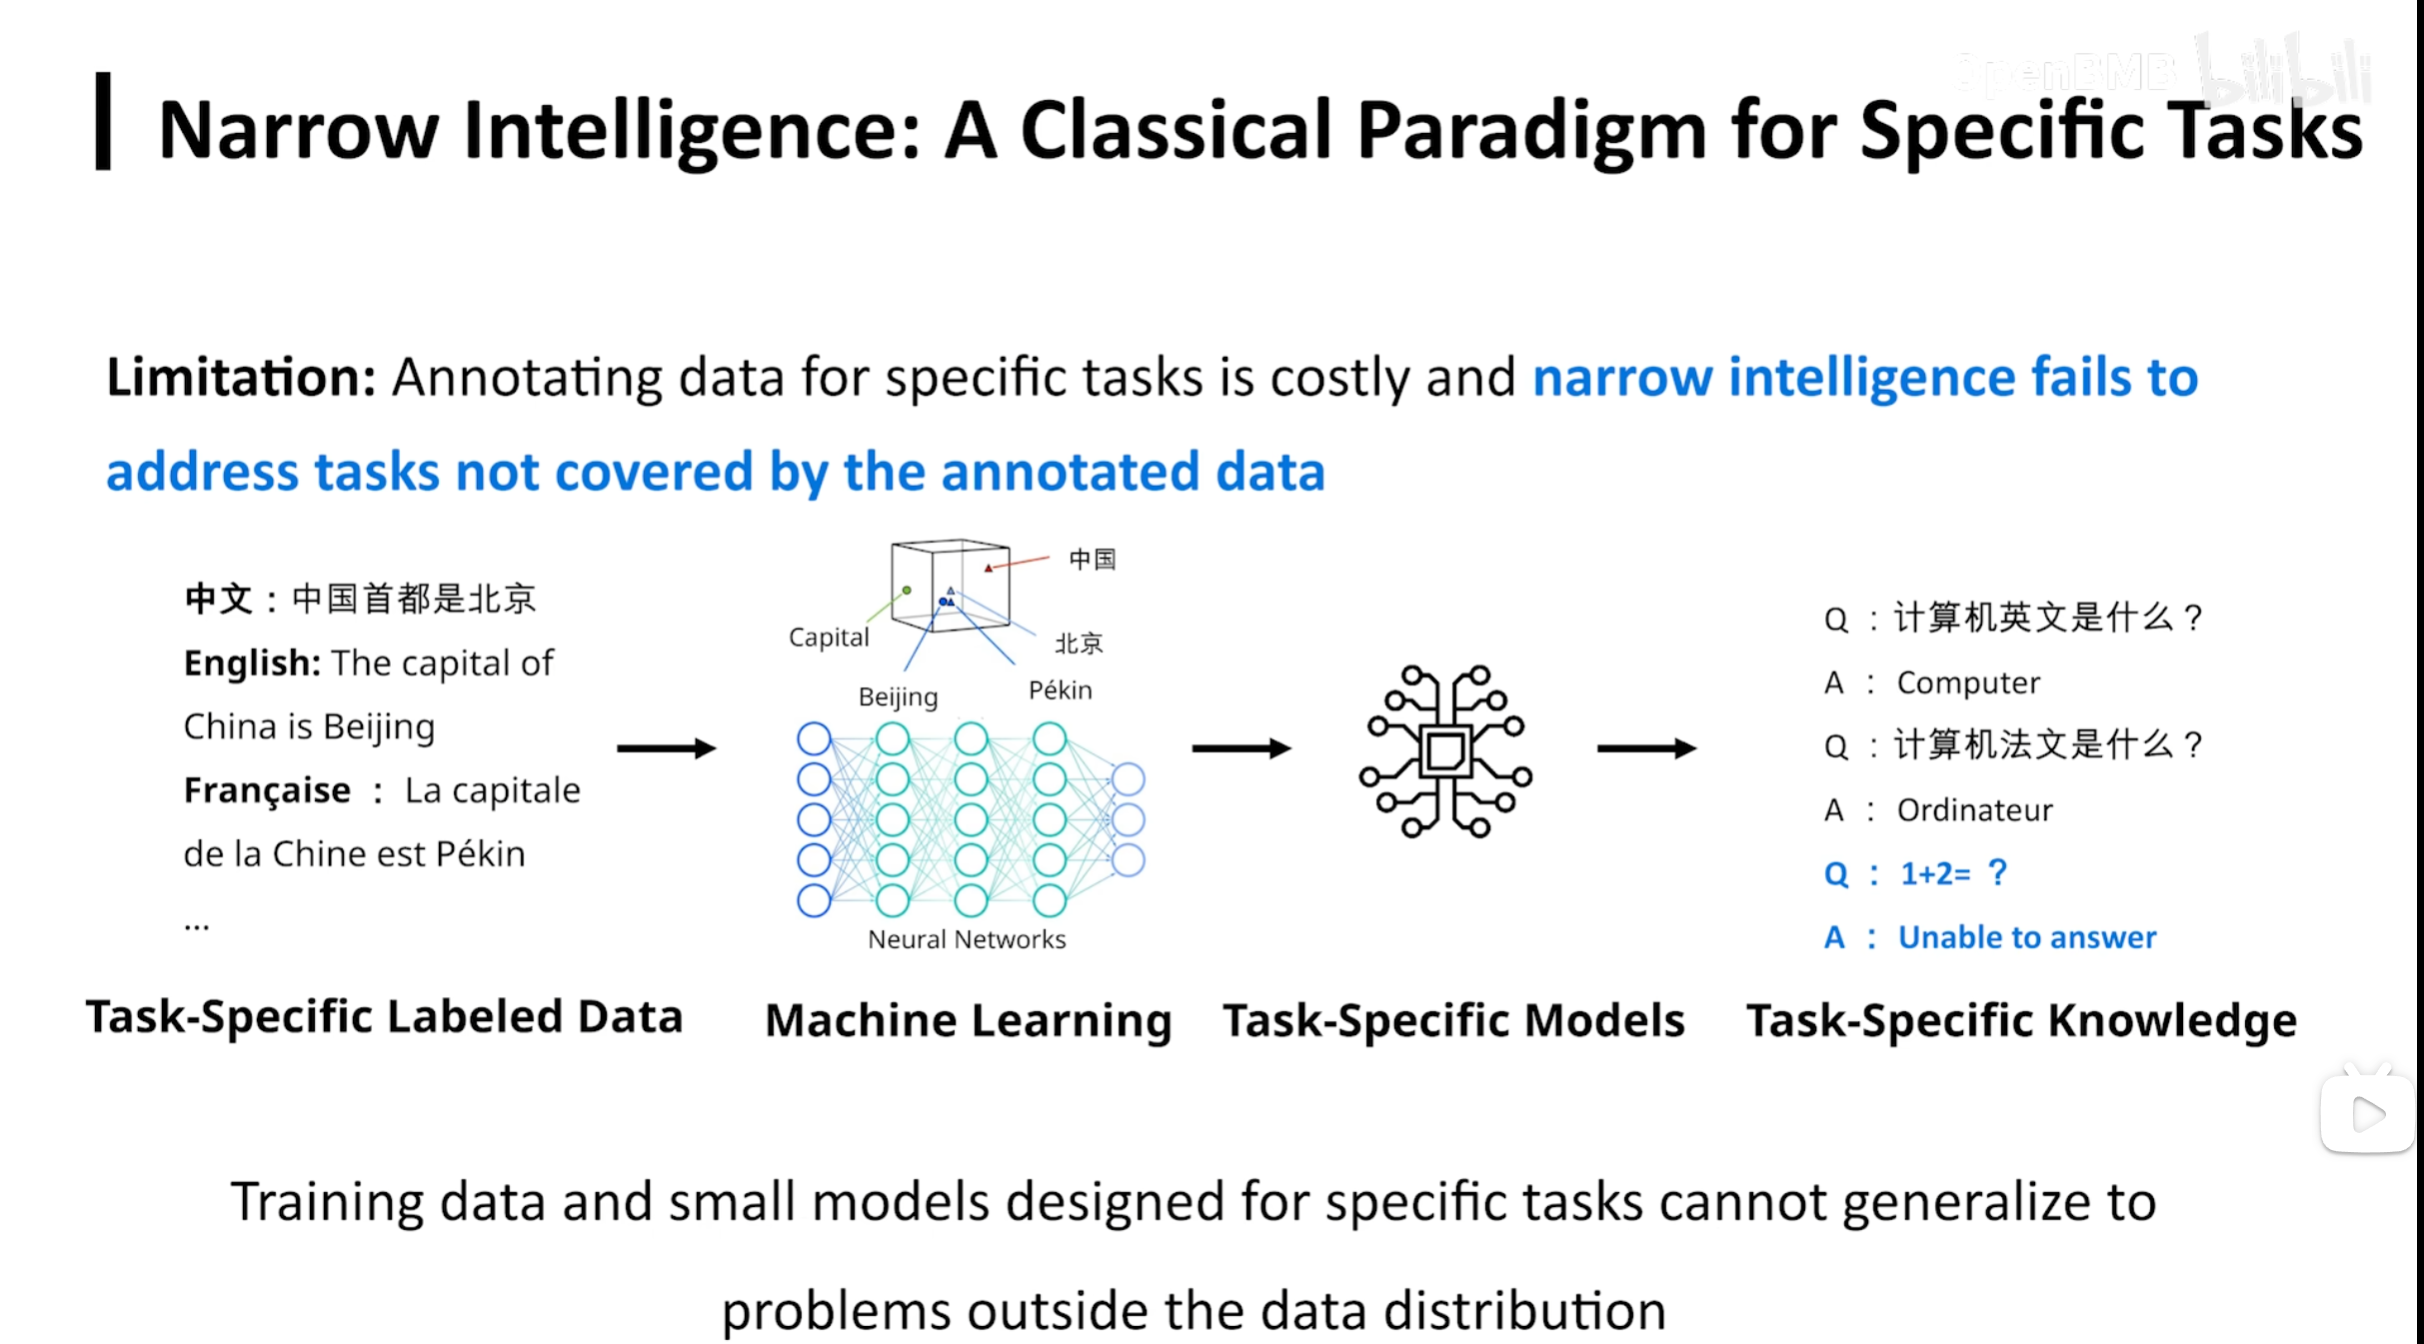 OpenBMB bilibili
Narrow Intelligence: A Classical Paradigm for Specific Tasks
Limitation: Annotating data for specific tasks is costly and narrow intelligence fails to
address tasks not covered by the annotated data
中文：中国首都是北京
English: The capital of
China is Beijing
Française ： La capitale
de la Chine est Pékin
...
Task-Specific Labeled Data
中国
Capital
北京
Beijing
Pékin
Neural Networks
Machine Learning
Task-Specific Models
Q ：计算机英文是什么？
A ： Computer
Q ：计算机法文是什么？
A ： Ordinateur
Q ： 1+2= ？
A ： Unable to answer
Task-Specific Knowledge
Training data and small models designed for specific tasks cannot generalize to
problems outside the data distribution